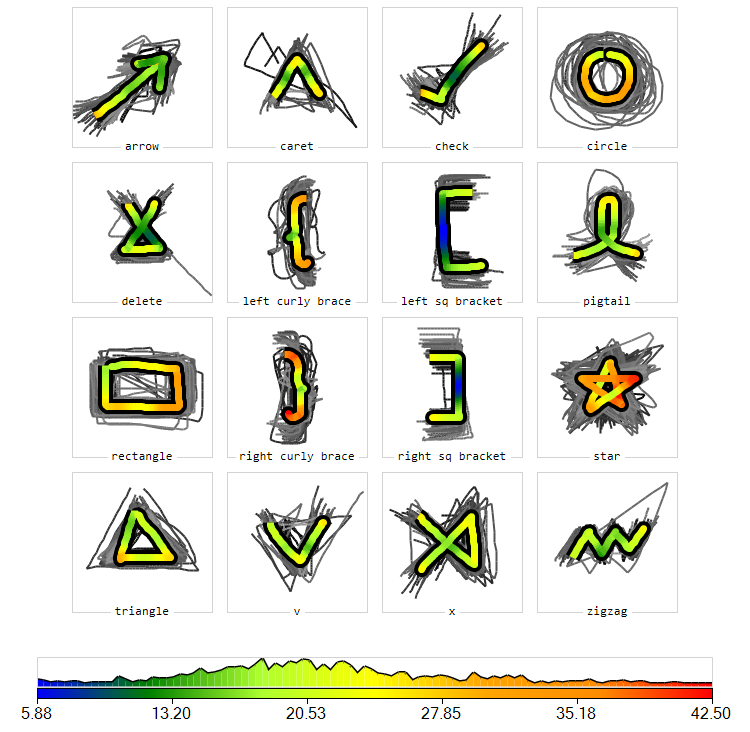 arrow caret check circle
delete left curly brace left sq bracket pigtail
rectangle right curly brace right sq bracket star
triangle v x zigzag
5.88 13.20 20.53 27.85 35.18 42.50